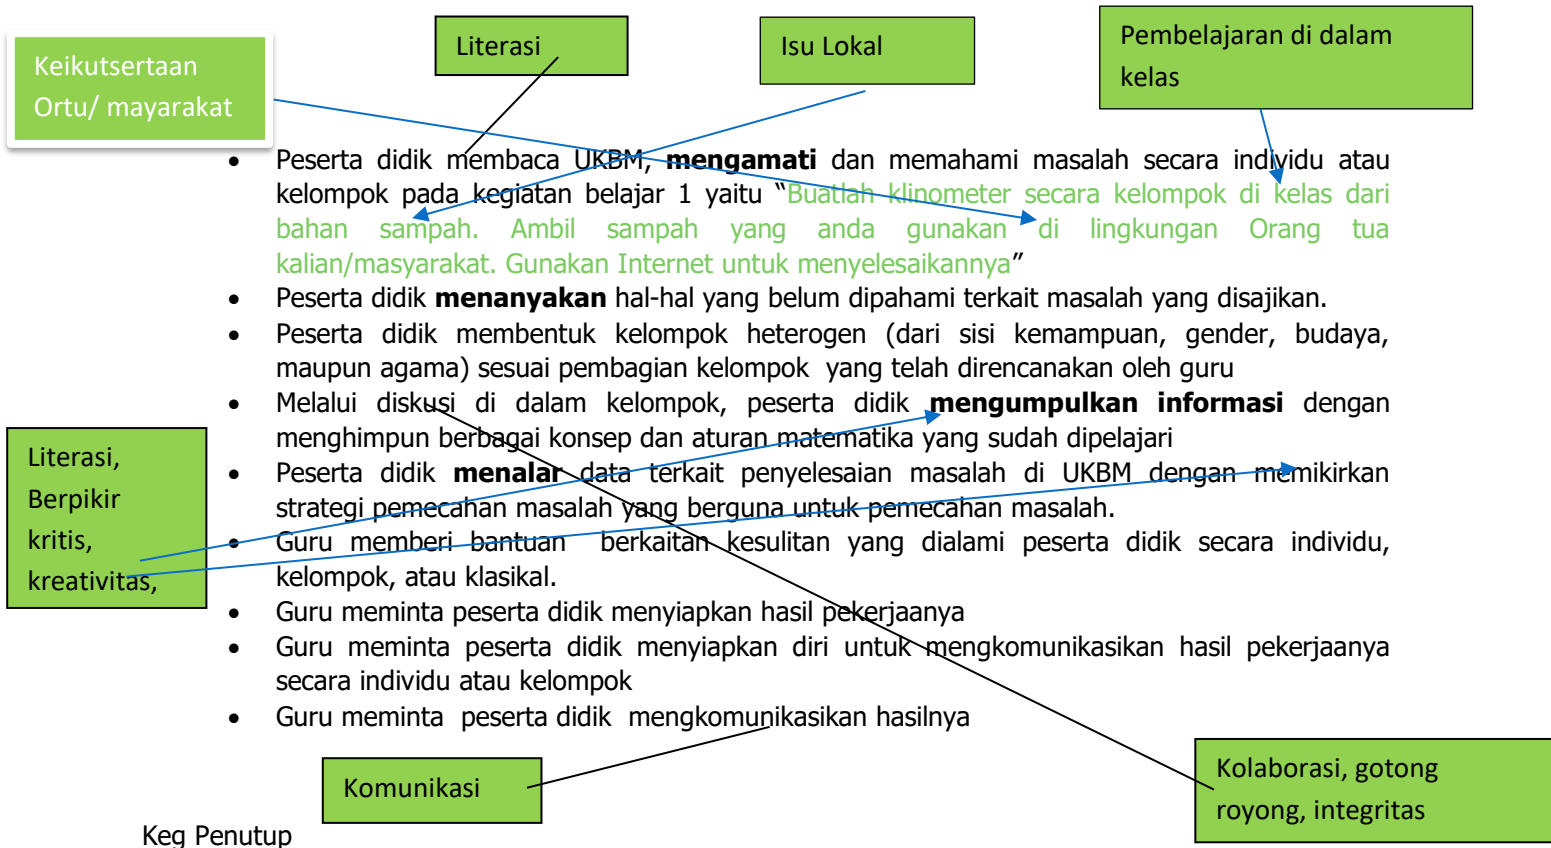 Keikutsertaan
Ortu/ mayarakat
Literasi
Isu Lokal
Pembelajaran di dalam
kelas
• Peserta didik membaca UKBM, mengamati dan memahami masalah secara individu atau
kelompok pada kegiatan belajar 1 yaitu “Buatlah klinometer secara kelompok di kelas dari
bahan sampah. Ambil sampah yang anda gunakan di lingkungan Orang tua
kalian/masyarakat. Gunakan Internet untuk menyelesaikannya”
• Peserta didik menanyakan hal-hal yang belum dipahami terkait masalah yang disajikan.
• Peserta didik membentuk kelompok heterogen (dari sisi kemampuan, gender, budaya,
maupun agama) sesuai pembagian kelompok yang telah direncanakan oleh guru
• Melalui diskusi di dalam kelompok, peserta didik mengumpulkan informasi dengan
menghimpun berbagai konsep dan aturan matematika yang sudah dipelajari
• Peserta didik menalar data terkait penyelesaian masalah di UKBM dengan memikirkan
strategi pemecahan masalah yang berguna untuk pemecahan masalah.
• Guru memberi bantuan berkaitan kesulitan yang dialami peserta didik secara individu,
kelompok, atau klasikal.
• Guru meminta peserta didik menyiapkan hasil pekerjaanya
• Guru meminta peserta didik menyiapkan diri untuk mengkomunikasikan hasil pekerjaanya
secara individu atau kelompok
• Guru meminta peserta didik mengkomunikasikan hasilnya
Literasi,
Berpikir
kritis,
kreativitas,
Komunikasi
Kolaborasi, gotong
royong, integritas
Keg Penutup